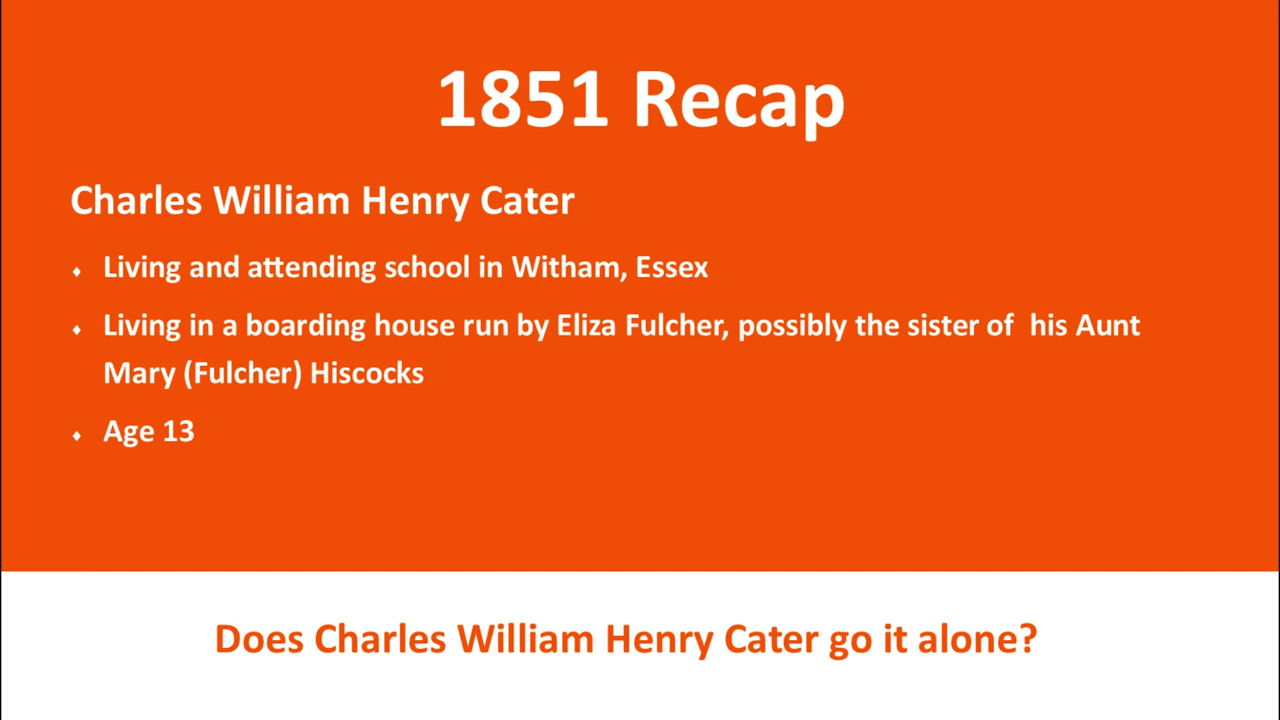 1851 Recap
Charles William Henry Cater
⬧ Living and attending school in Witham, Essex
⬧ Living in a boarding house run by Eliza Fulcher, possibly the sister of  his Aunt
Mary (Fulcher) Hiscocks
⬧ Age 13
Does Charles William Henry Cater go it alone?